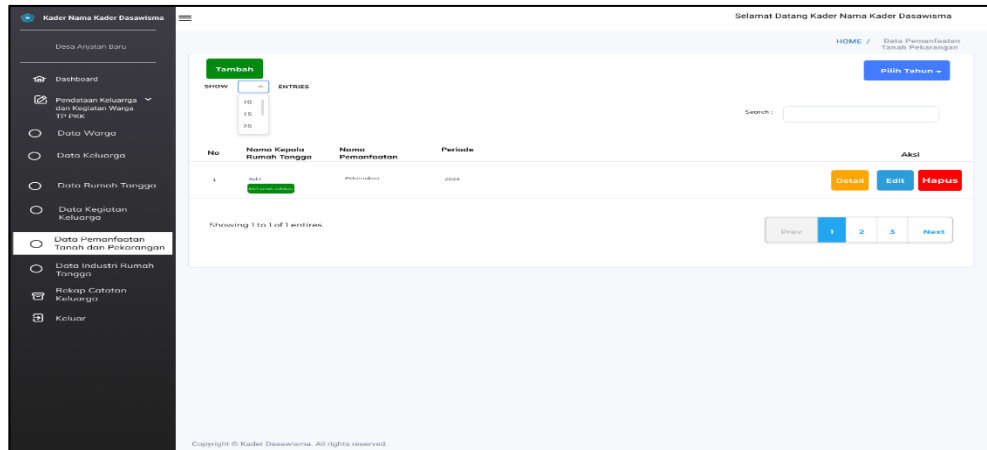 Kader Nama Kader Dasawisma
Selamat Datang Kader Nama Kader Dasawisma
Desa Anjatan Baru
HOME / Data Pemanfaatan
Tanah Pekarangan
Dashboard
Pendataan Keluarga
dan Kegiatan Warga
TP PKK
Data Warga
Data Keluarga
Data Rumah Tangga
Data Kegiatan
Keluarga
Data Pemanfaatan
Tanah dan Pekarangan
Data Industri Rumah
Tangga
Rekap Catatan
Keluarga
Keluar
Tambah
Pilih Tahun
SHOW ENTRIES
10
15
25
Search :
No Nama Kepala Rumah Tangga Nama Pemanfaatan Periode Aksi
1 Adi Peternakan 2024 Detail Edit Hapus
Showing 1 to 1 of 1 entires
Prev 1 2 3 Next
Copyright © Kader Dasawisma. All rights reserved.